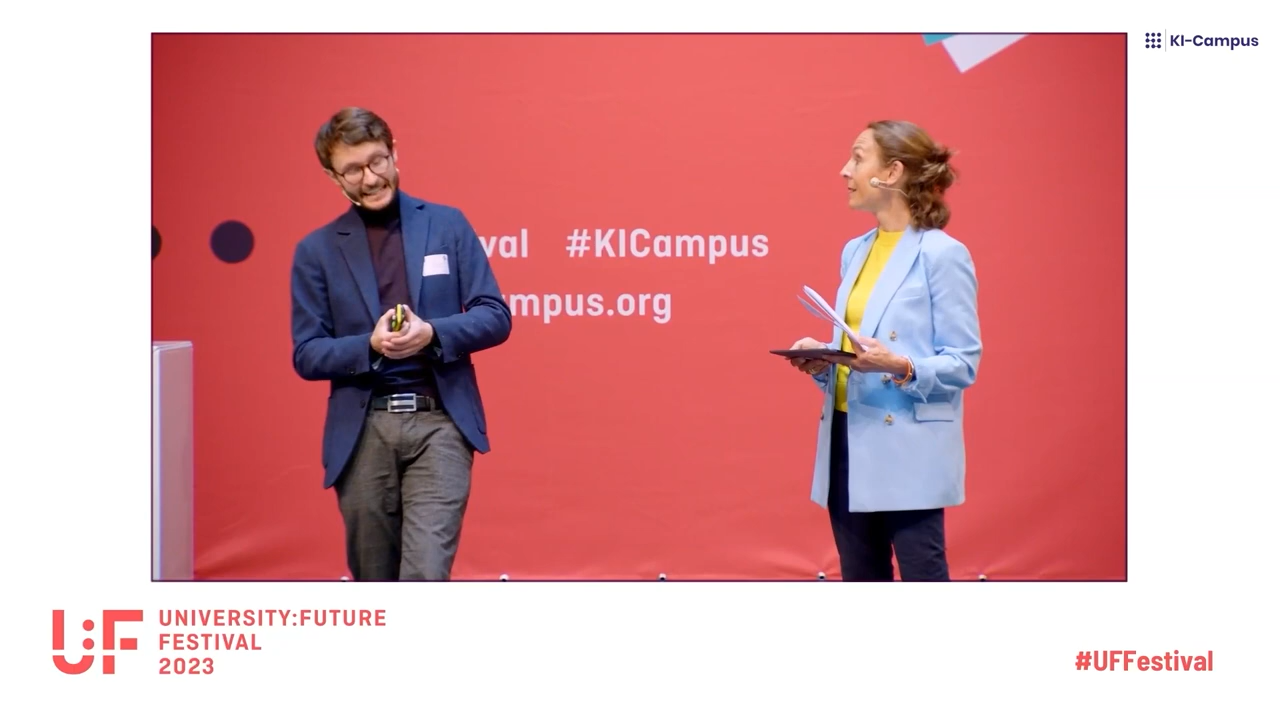 KI-Campus
val #KICampus
mpus.org
UNIVERSITY:FUTURE
FESTIVAL
2023
#UFFestival
U:F